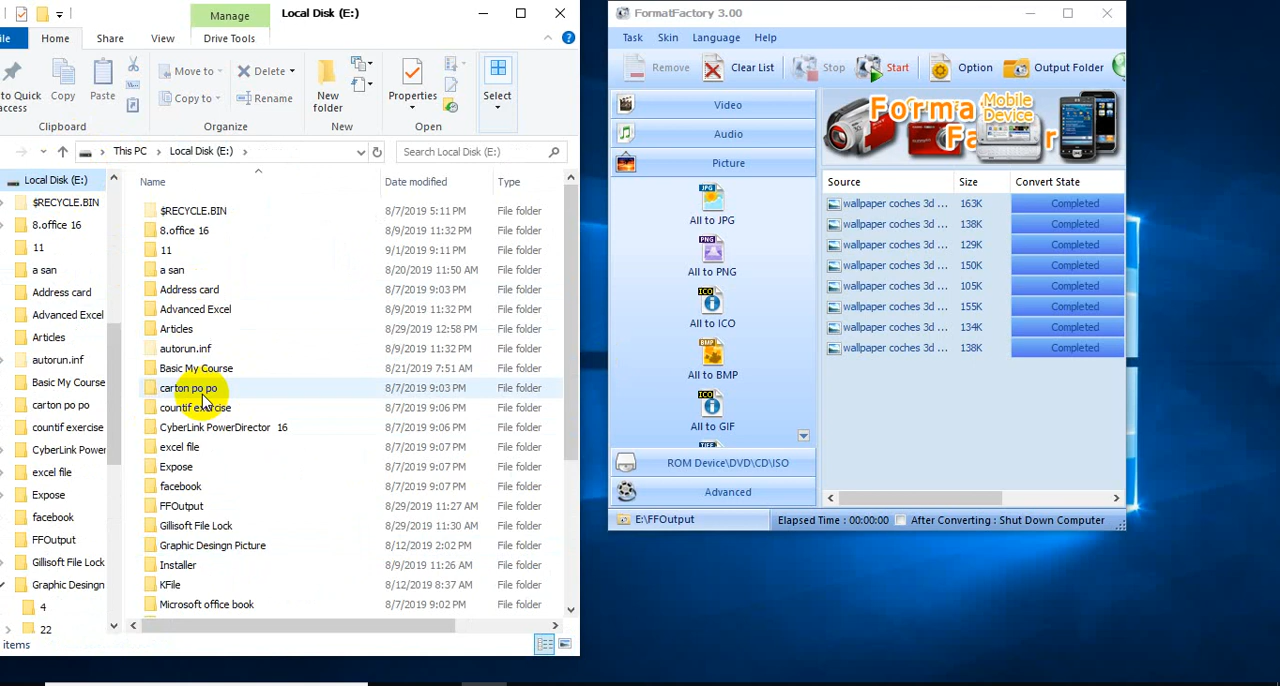 Manage
Local Disk (E:)
Home
Share
View
Drive Tools
Copy
Paste
Move to
Copy to
Delete
Rename
New
folder
Properties
Select
Clipboard
Organize
New
Open
This PC
Local Disk (E:)
Search Local Disk (E:)
Local Disk (E:)
$RECYCLE.BIN
8.office 16
11
a san
Address card
Advanced Excel
Articles
autorun.inf
Basic My Course
carton po po
countif exercise
CyberLink Power
excel file
Expose
facebook
FFOutput
Gillisoft File Lock
Graphic Desingn
4
22
items
Name Date modified Type
$RECYCLE.BIN 8/7/2019 5:11 PM File folder
8.office 16 8/9/2019 11:32 PM File folder
11 9/1/2019 9:11 PM File folder
a san 8/20/2019 11:50 AM File folder
Address card 8/7/2019 9:03 PM File folder
Advanced Excel 8/9/2019 11:32 PM File folder
Articles 8/29/2019 12:58 PM File folder
autorun.inf 8/9/2019 11:32 PM File folder
Basic My Course 8/21/2019 7:51 AM File folder
carton po po 8/7/2019 9:03 PM File folder
countif exercise 8/7/2019 9:06 PM File folder
CyberLink PowerDirector 16 8/7/2019 9:06 PM File folder
excel file 8/7/2019 9:07 PM File folder
Expose 8/7/2019 9:07 PM File folder
facebook 8/7/2019 9:07 PM File folder
FFOutput 8/29/2019 11:27 AM File folder
Gillisoft File Lock 8/29/2019 11:30 AM File folder
Graphic Desingn Picture 8/12/2019 2:02 PM File folder
Installer 8/9/2019 11:26 AM File folder
KFile 8/12/2019 8:37 AM File folder
Microsoft office book 8/7/2019 9:02 PM File folder
FormatFactory 3.00
Task Skin Language Help
Remove Clear List Stop Start Option Output Folder
Video
Audio
Picture
JPG
All to JPG
PNG
All to PNG
ICO
All to ICO
BMP
All to BMP
ICO
All to GIF
ROM Device\DVD\CD\ISO
Advanced
Mobile
Device
Source Size Convert State
wallpaper coches 3d ... 163K Completed
wallpaper coches 3d ... 138K Completed
wallpaper coches 3d ... 129K Completed
wallpaper coches 3d ... 150K Completed
wallpaper coches 3d ... 105K Completed
wallpaper coches 3d ... 155K Completed
wallpaper coches 3d ... 134K Completed
wallpaper coches 3d ... 138K Completed
E:\FFOutput Elapsed Time : 00:00:00 After Converting : Shut Down Computer